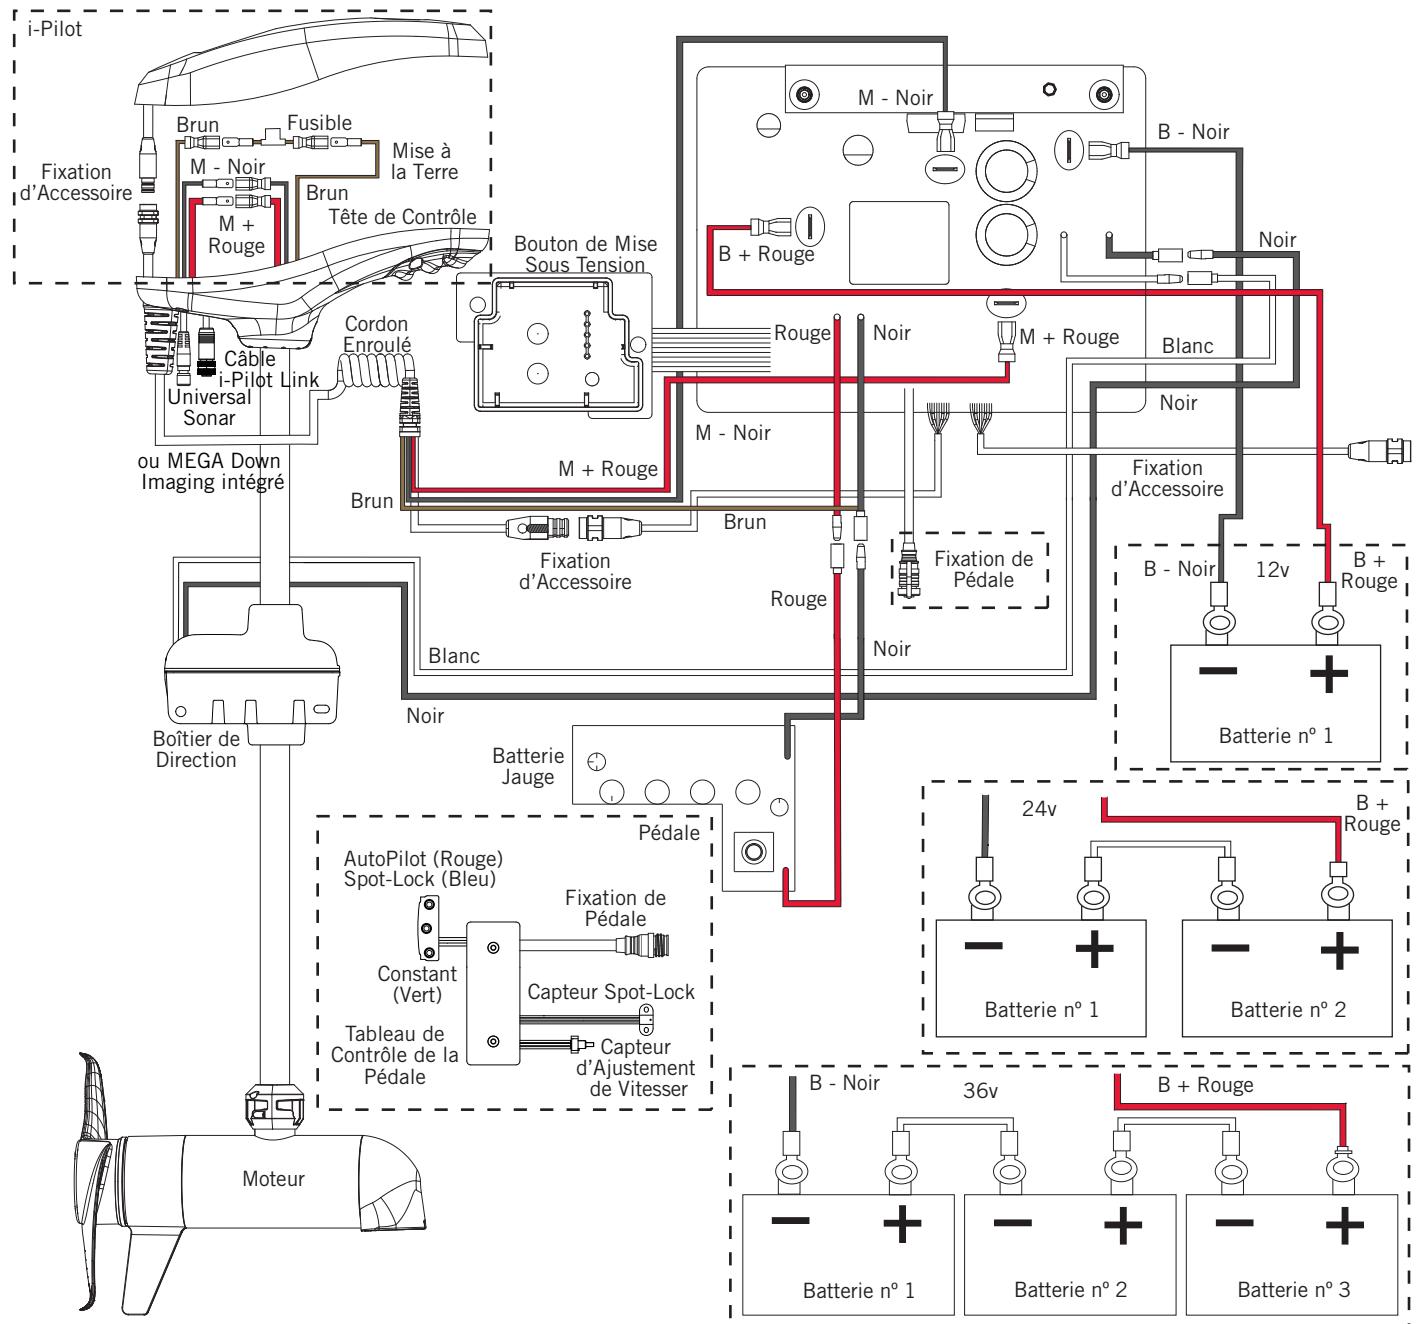 i-Pilot
Brun
Fusible
Mise à
la Terre
Fixation
d'Accessoire
M - Noir
Brun
M +
Rouge
Tête de Contrôle
Bouton de Mise
Sous Tension
M - Noir
B - Noir
B + Rouge
Noir
Cordon
Enroulé
Câble
i-Pilot Link
Universal
Sonar
ou MEGA Down
Imaging intégré
Rouge
Noir
M + Rouge
Blanc
Noir
M - Noir
M + Rouge
Brun
Brun
Fixation
d'Accessoire
Fixation
d'Accessoire
Fixation de
Pédale
Rouge
Noir
B - Noir
12v
B +
Rouge
Batterie nº 1
Blanc
Noir
Boîtier de
Direction
Batterie
Jauge
Pédale
AutoPilot (Rouge)
Spot-Lock (Bleu)
Fixation de
Pédale
Constant
(Vert)
Capteur Spot-Lock
Tableau de
Contrôle de la
Pédale
Capteur
d'Ajustement
de Vitesser
24v
B +
Rouge
Batterie nº 1
Batterie nº 2
B - Noir
36v
B + Rouge
Batterie nº 1
Batterie nº 2
Batterie nº 3
Moteur